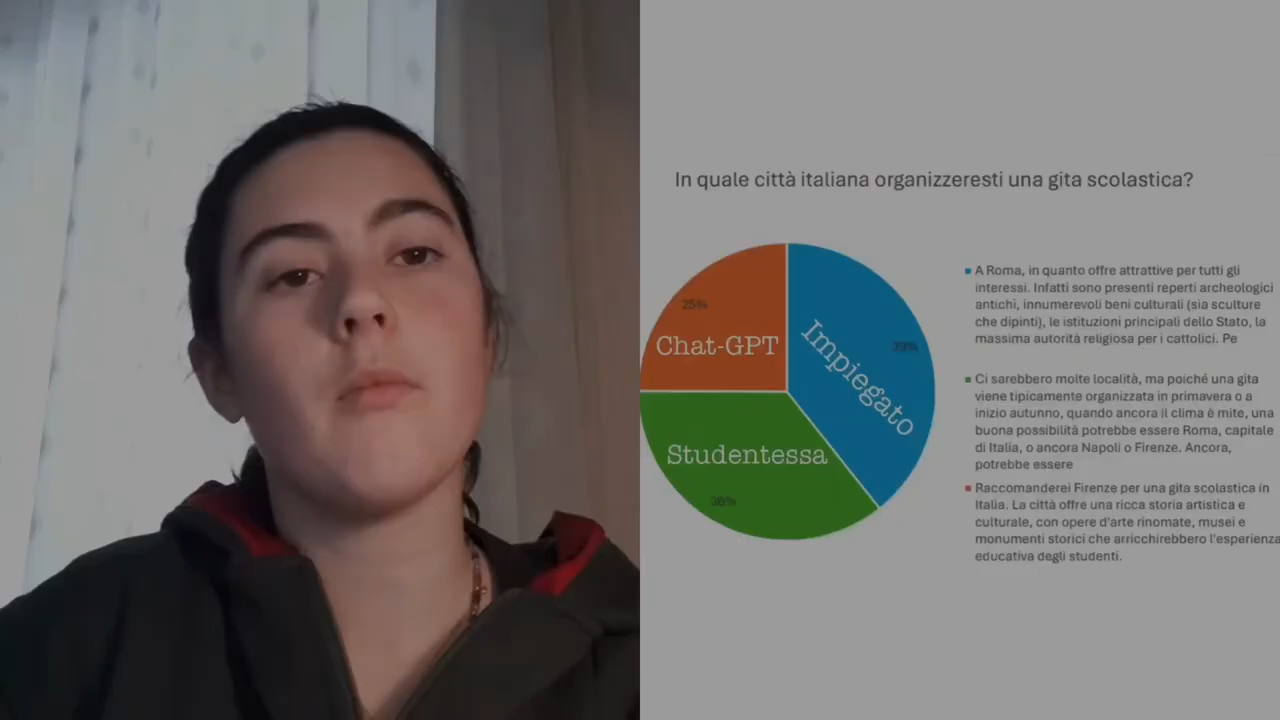 In quale città italiana organizzeresti una gita scolastica?
25%
Chat-GPT
Impiegato
39%
Studentessa
36%
A Roma, in quanto offre attrattive per tutti gli
interessi. Infatti sono presenti reperti archeologici
antichi, innumerevoli beni culturali (sia sculture
che dipinti), le istituzioni principali dello Stato, la
massima autorità religiosa per i cattolici. Pe
Ci sarebbero molte località, ma poiché una gita
viene tipicamente organizzata in primavera o a
inizio autunno, quando ancora il clima è mite, una
buona possibilità potrebbe essere Roma, capitale
di Italia, o ancora Napoli o Firenze. Ancora,
potrebbe essere
Raccomanderei Firenze per una gita scolastica in
Italia. La città offre una ricca storia artistica e
culturale, con opere d'arte rinomate, musei e
monumenti storici che arricchirebbero l'esperienza
educativa degli studenti.